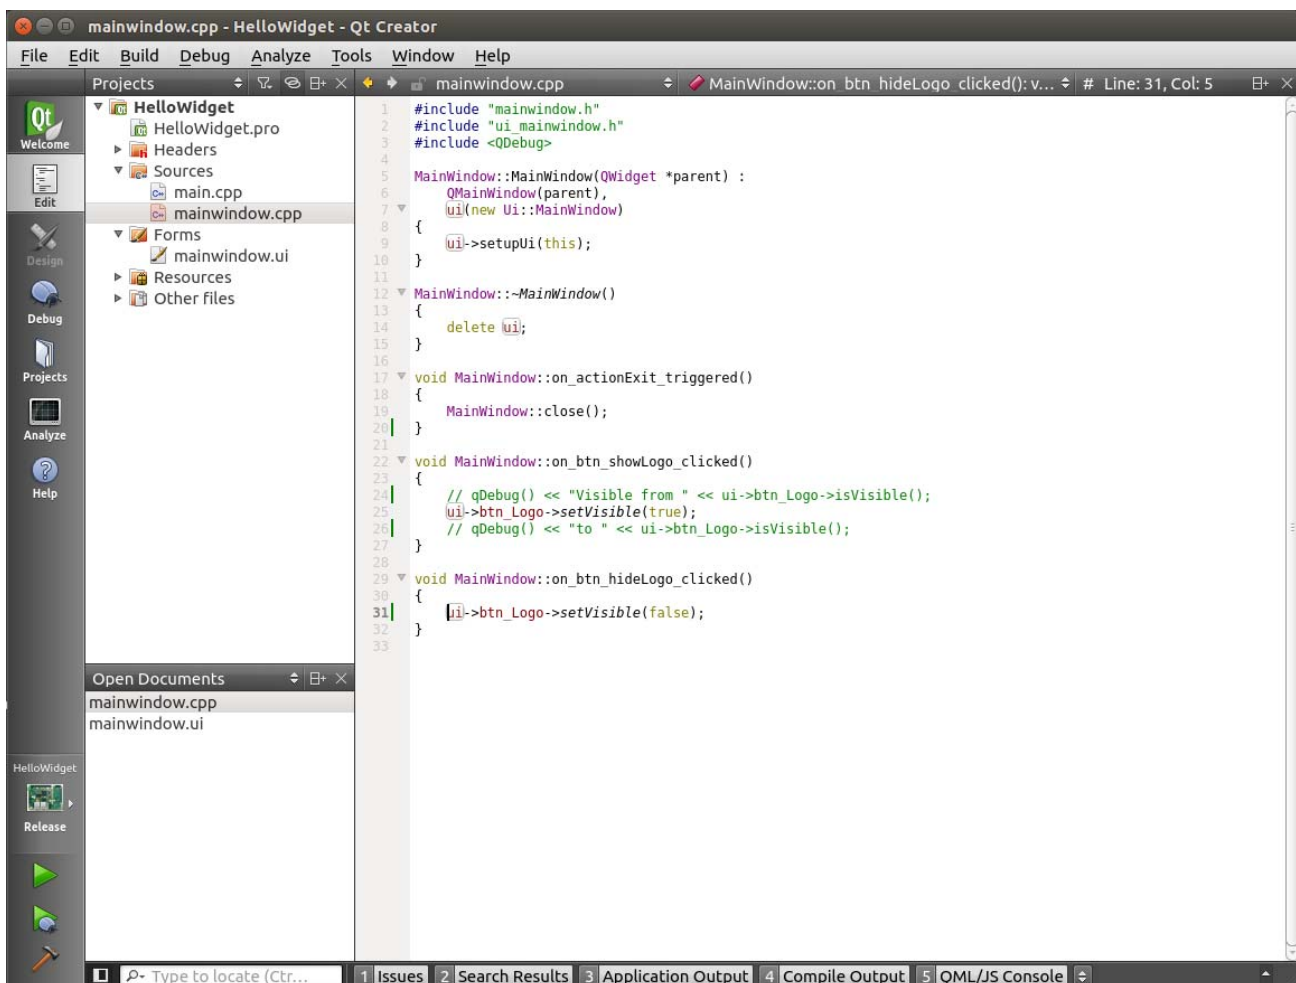 mainwindow.cpp - HelloWidget - Qt Creator
File Edit Build Debug Analyze Tools Window Help
Projects
mainwindow.cpp
MainWindow::on_btn_hideLogo_clicked(): v...
# Line: 31, Col: 5
Qt
Welcome
Edit
Design
Debug
Projects
Analyze
Help
HelloWidget
HelloWidget.pro
Headers
Sources
main.cpp
mainwindow.cpp
Forms
mainwindow.ui
Resources
Other files
1 #include "mainwindow.h"
2 #include "ui_mainwindow.h"
3 #include <QDebug>
4
5 MainWindow::MainWindow(QWidget *parent) :
6     QMainWindow(parent),
7     ui(new Ui::MainWindow)
8 {
9     ui->setupUi(this);
10 }
11
12 MainWindow::~MainWindow()
13 {
14     delete ui;
15 }
16
17 void MainWindow::on_actionExit_triggered()
18 {
19     MainWindow::close();
20 }
21
22 void MainWindow::on_btn_showLogo_clicked()
23 {
24     // qDebug() << "Visible from " << ui->btn_Logo->isVisible();
25     ui->btn_Logo->setVisible(true);
26     // qDebug() << "to " << ui->btn_Logo->isVisible();
27 }
28
29 void MainWindow::on_btn_hideLogo_clicked()
30 {
31     ui->btn_Logo->setVisible(false);
32 }
33
Open Documents
mainwindow.cpp
mainwindow.ui
HelloWidget
Release
Type to locate (Ctr...
1 Issues 2 Search Results 3 Application Output 4 Compile Output 5 QML/JS Console